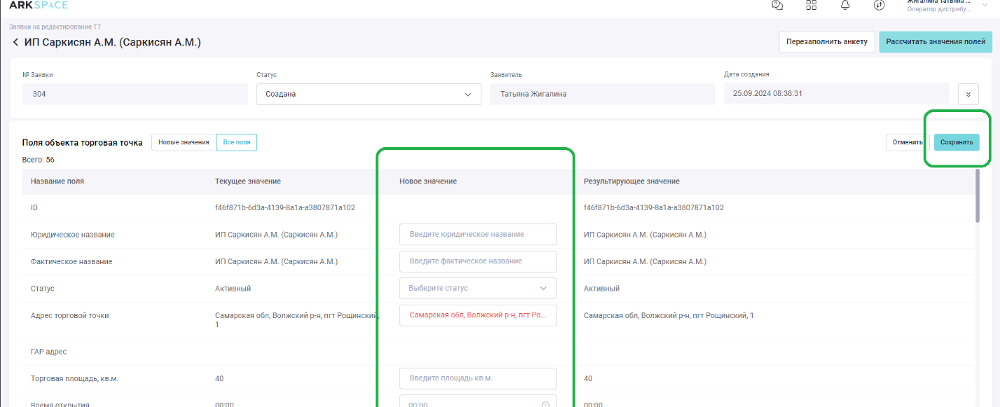 ARKSPACE
Жигалина Татьяна ...
Оператор дистрибу...
Заявки на редактирование ТТ
ИП Саркисян А.М. (Саркисян А.М.)
Перезаполнить анкету
Рассчитать значения полей
№ Заявки
Статус
Заявитель
Дата создания
304
Создана
Татьяна Жигалина
25.09.2024 08:38:31
Поля объекта торговая точка
Новые значения
Все поля
Отменить
Сохранить
Всего: 56
Название поля
Текущее значение
Новое значение
Результирующее значение
ID
f46f871b-6d3a-4139-8a1a-a3807871a102
f46f871b-6d3a-4139-8a1a-a3807871a102
Юридическое название
ИП Саркисян А.М. (Саркисян А.М.)
Введите юридическое название
ИП Саркисян А.М. (Саркисян А.М.)
Фактическое название
ИП Саркисян А.М. (Саркисян А.М.)
Введите фактическое название
ИП Саркисян А.М. (Саркисян А.М.)
Статус
Активный
Выберите статус
Активный
Адрес торговой точки
Самарская обл, Волжский р-н, пгт Рощинский,
1
Самарская обл, Волжский р-н, пгт Ро...
Самарская обл, Волжский р-н, пгт Рощинский, 1
ГАР адрес
Торговая площадь, кв.м.
40
Введите площадь кв.м.
40
Время открытия
00:00
00:00
00:00